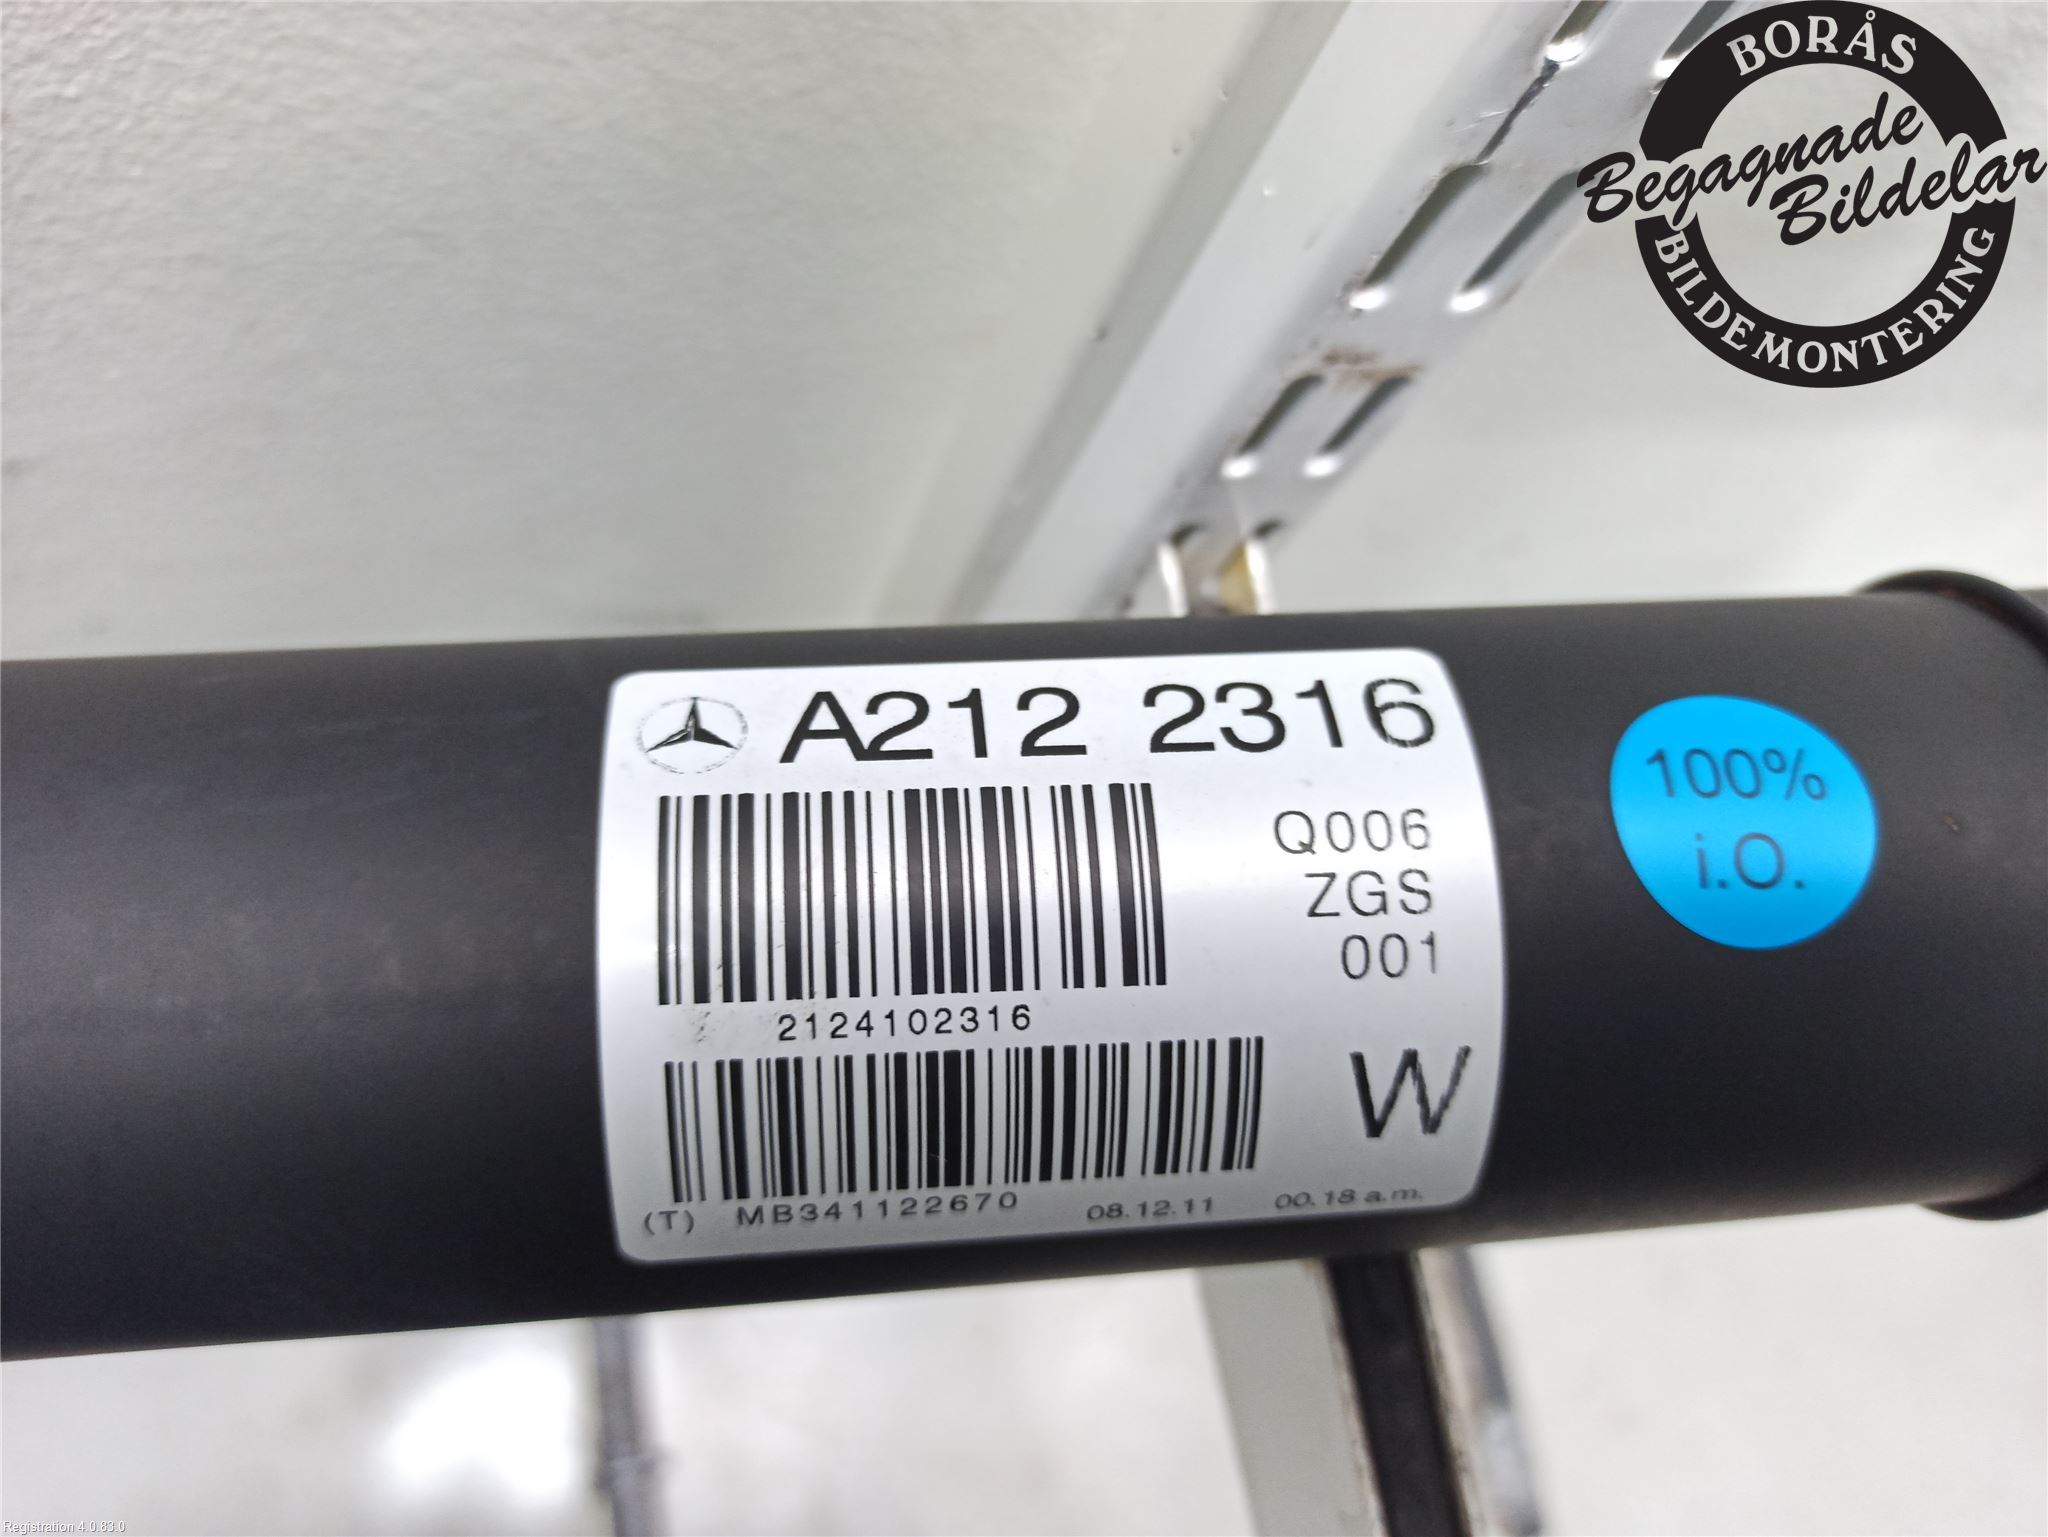 BORÅS
Begagnade
Bildelar
BILDEMONTERING
A212 2316
Q006
ZGS
001
2124102316
W
(T) MB341122670 08.12.11 00.18 a.m.
100%
i.O.
Registration 4.0.83.0